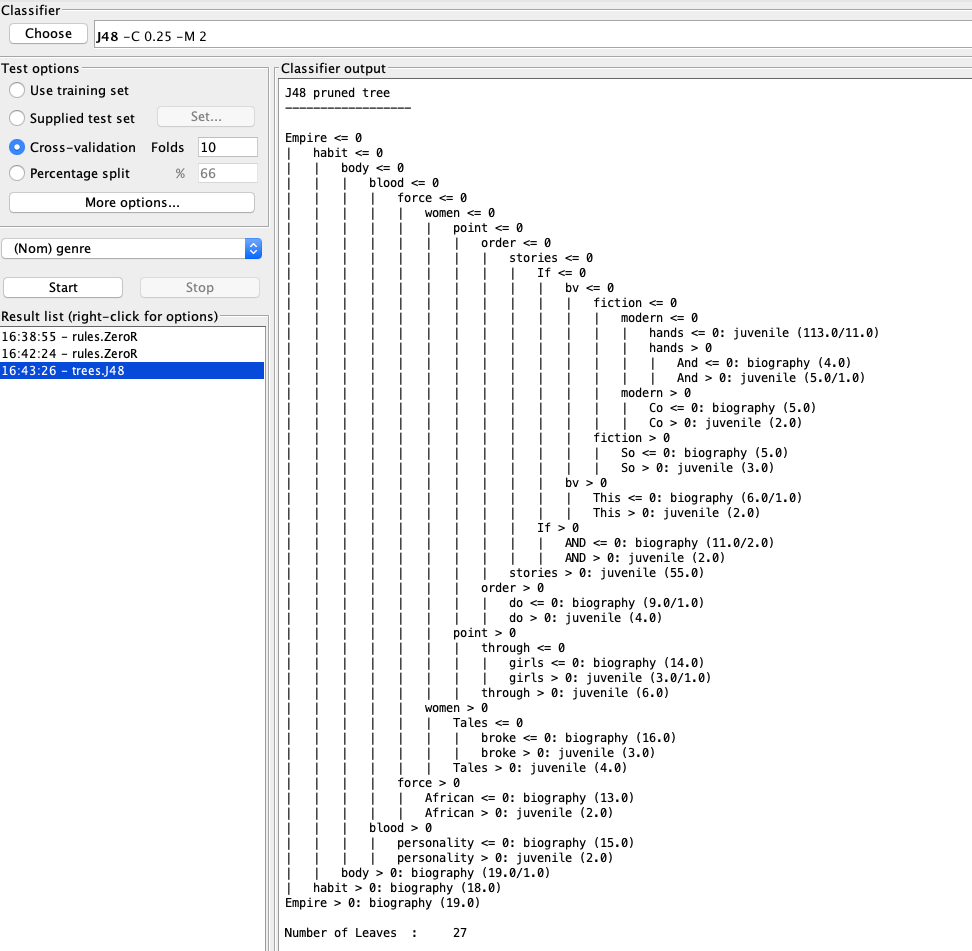 Classifier
Choose J48 -C 0.25 -M 2
Test options
Use training set
Supplied test set Set...
Cross-validation Folds 10
Percentage split % 66
More options...
(Nom) genre
Start Stop
Result list (right-click for options)
16:38:55 - rules.ZeroR
16:42:24 - rules.ZeroR
16:43:26 - trees.J48
Classifier output
J48 pruned tree
------------------
Empire <= 0
| habit <= 0
| | body <= 0
| | | blood <= 0
| | | | force <= 0
| | | | | women <= 0
| | | | | | point <= 0
| | | | | | | order <= 0
| | | | | | | | stories <= 0
| | | | | | | | | If <= 0
| | | | | | | | | | bv <= 0
| | | | | | | | | | | fiction <= 0
| | | | | | | | | | | | modern <= 0
| | | | | | | | | | | | | hands <= 0: juvenile (113.0/11.0)
| | | | | | | | | | | | | hands > 0
| | | | | | | | | | | | | | And <= 0: biography (4.0)
| | | | | | | | | | | | | | And > 0: juvenile (5.0/1.0)
| | | | | | | | | | | | modern > 0
| | | | | | | | | | | | | Co <= 0: biography (5.0)
| | | | | | | | | | | | | Co > 0: juvenile (2.0)
| | | | | | | | | | | fiction > 0
| | | | | | | | | | | | So <= 0: biography (5.0)
| | | | | | | | | | | | So > 0: juvenile (3.0)
| | | | | | | | | | bv > 0
| | | | | | | | | | | This <= 0: biography (6.0/1.0)
| | | | | | | | | | | This > 0: juvenile (2.0)
| | | | | | | | | If > 0
| | | | | | | | | | AND <= 0: biography (11.0/2.0)
| | | | | | | | | | AND > 0: juvenile (2.0)
| | | | | | | | stories > 0: juvenile (55.0)
| | | | | | | order > 0
| | | | | | | | do <= 0: biography (9.0/1.0)
| | | | | | | | do > 0: juvenile (4.0)
| | | | | | point > 0
| | | | | | | through <= 0
| | | | | | | | girls <= 0: biography (14.0)
| | | | | | | | girls > 0: juvenile (3.0/1.0)
| | | | | | | through > 0: juvenile (6.0)
| | | | | women > 0
| | | | | | Tales <= 0
| | | | | | | broke <= 0: biography (16.0)
| | | | | | | broke > 0: juvenile (3.0)
| | | | | | Tales > 0: juvenile (4.0)
| | | | force > 0
| | | | | African <= 0: biography (13.0)
| | | | | African > 0: juvenile (2.0)
| | | blood > 0
| | | | personality <= 0: biography (15.0)
| | | | personality > 0: juvenile (2.0)
| | body > 0: biography (19.0/1.0)
| habit > 0: biography (18.0)
Empire > 0: biography (19.0)
Number of Leaves : 27